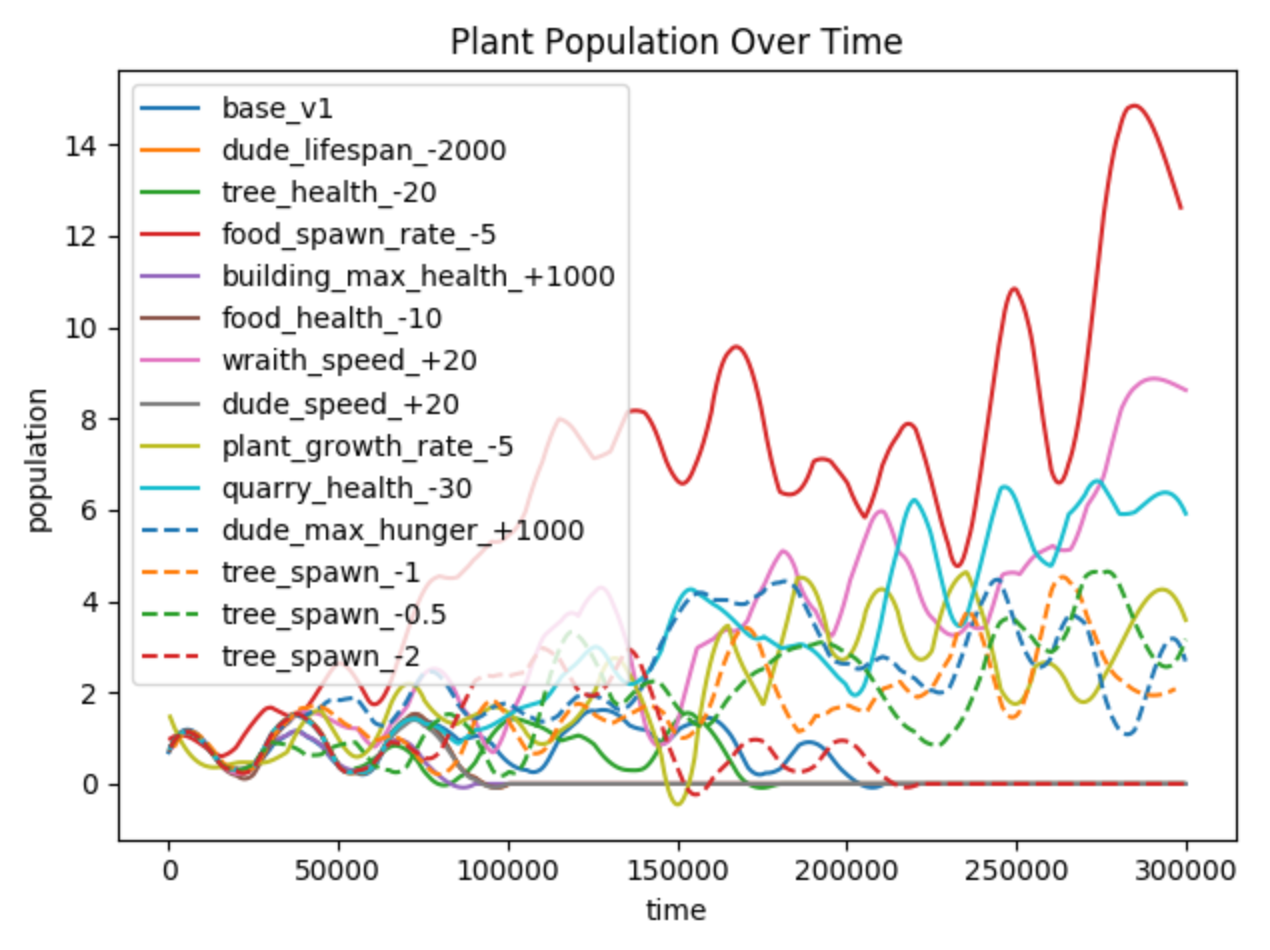 Plant Population Over Time
base_v1
dude_lifespan_-2000
tree_health_-20
food_spawn_rate_-5
building_max_health_+1000
food_health_-10
wraith_speed_+20
dude_speed_+20
plant_growth_rate_-5
quarry_health_-30
dude_max_hunger_+1000
tree_spawn_-1
tree_spawn_-0.5
tree_spawn_-2
population
14
12
10
8
6
4
2
0
0 50000 100000 150000 200000 250000 300000
time